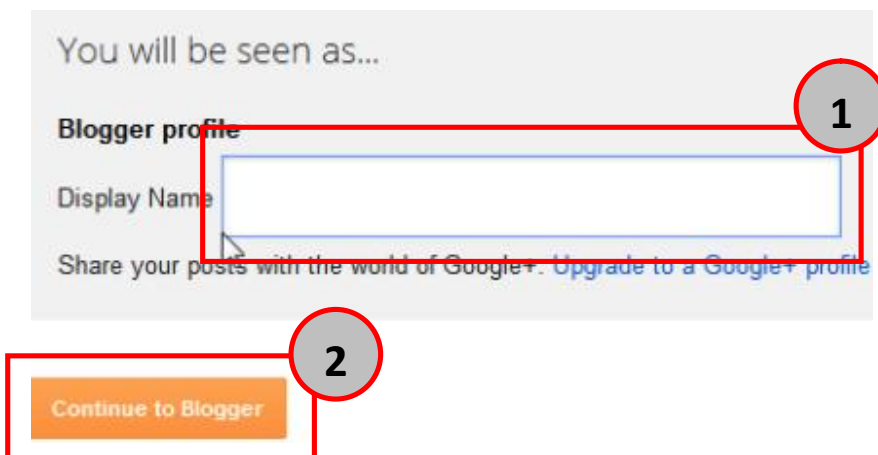 You will be seen as...
1
Blogger profile
Display Name
Share your posts with the world of Google+. Upgrade to a Google+ profile
2
Continue to Blogger